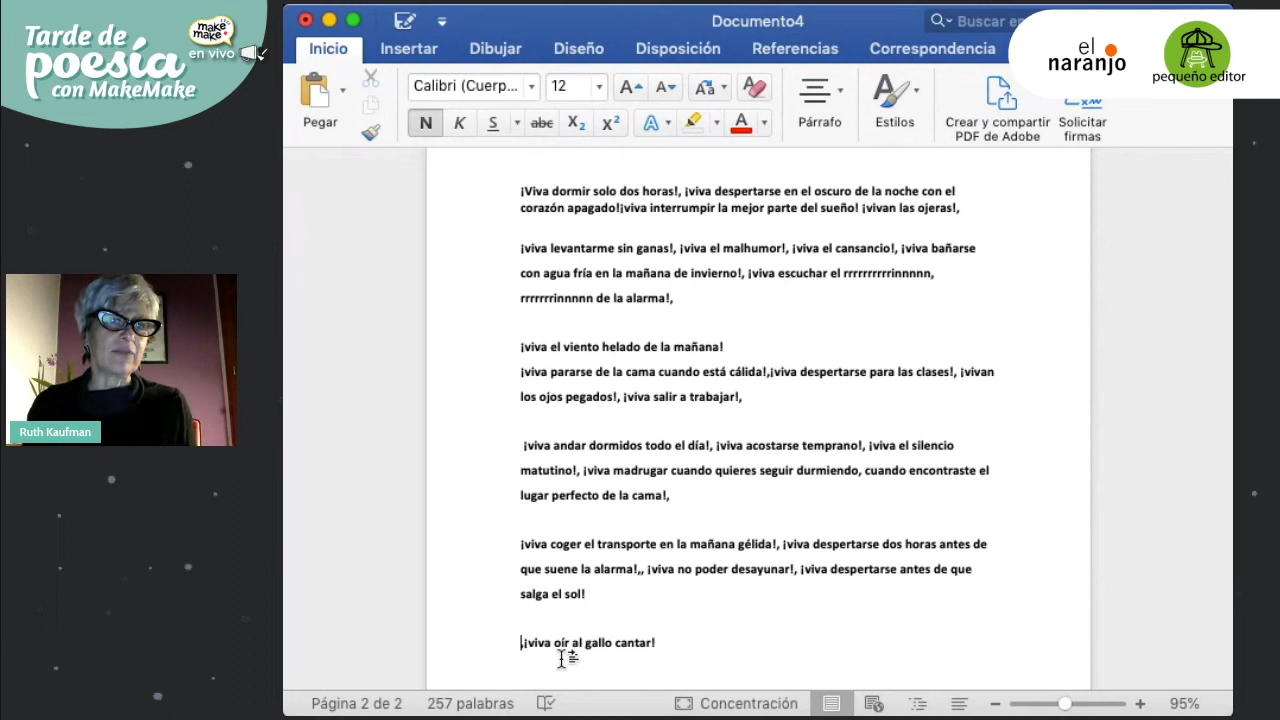 Tarde de
poesía
con MakeMake
make
make
en vivo
Documento4
Buscar en
Inicio
Insertar
Dibujar
Diseño
Disposición
Referencias
Correspondencia
el
naranjo
pequeño editor
Pegar
Calibri (Cuerp...
12
N K S abc X2 X2 A A
Párrafo
Estilos
Crear y compartir
PDF de Adobe
Solicitar
firmas
¡Viva dormir solo dos horas!, ¡viva despertarse en el oscuro de la noche con el
corazón apagado!¡viva interrumpir la mejor parte del sueño! ¡vivan las ojeras!,
¡viva levantarme sin ganas!, ¡viva el malhumor!, ¡viva el cansancio!, ¡viva bañarse
con agua fría en la mañana de invierno!, ¡viva escuchar el rrrrrrrrrrinnnnn,
rrrrrrrinnnnn de la alarma!,
¡viva el viento helado de la mañana!
¡viva pararse de la cama cuando está cálida!,¡viva despertarse para las clases!, ¡vivan
los ojos pegados!, ¡viva salir a trabajar!,
¡viva andar dormidos todo el día!, ¡viva acostarse temprano!, ¡viva el silencio
matutino!, ¡viva madrugar cuando quieres seguir durmiendo, cuando encontraste el
lugar perfecto de la cama!,
¡viva coger el transporte en la mañana gélida!, ¡viva despertarse dos horas antes de
que suene la alarma!,, ¡viva no poder desayunar!, ¡viva despertarse antes de que
salga el sol!
,¡viva oír al gallo cantar!
Ruth Kaufman
Página 2 de 2
257 palabras
Concentración
95%